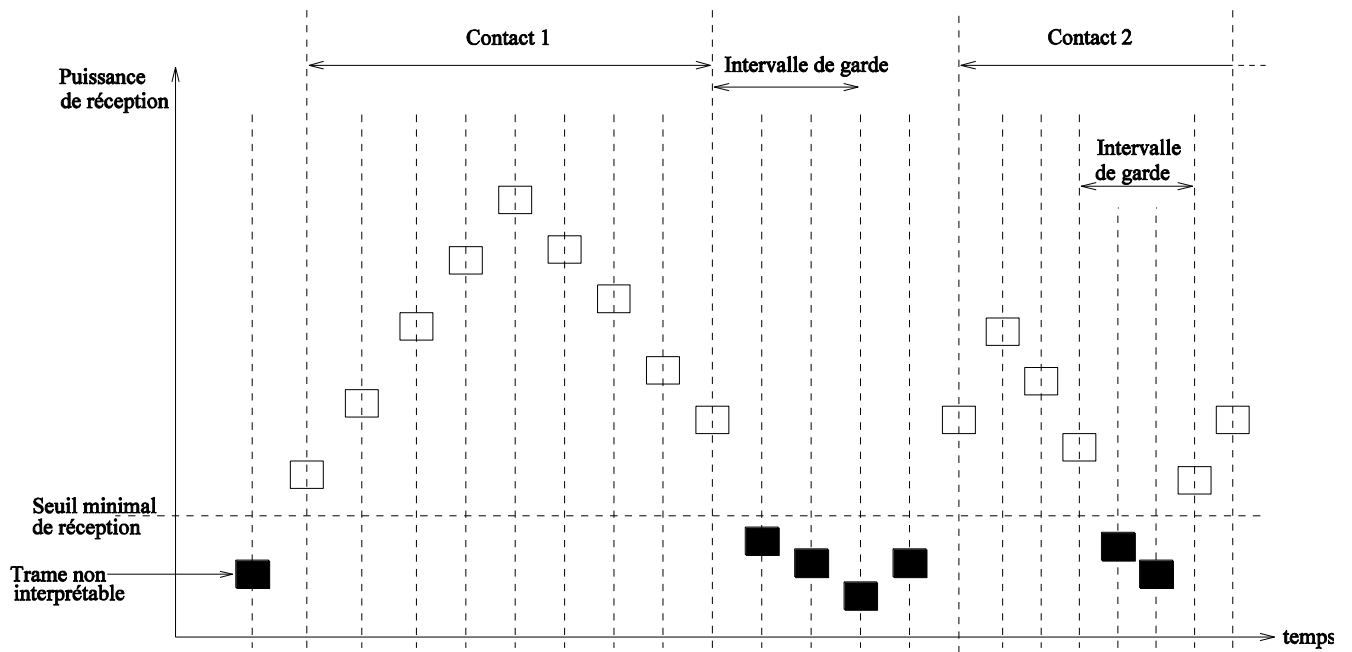 Contact 1
Contact 2
Puissance
de réception
Intervalle de garde
Intervalle
de garde
Seuil minimal
de réception
Trame non
interprétable
temps